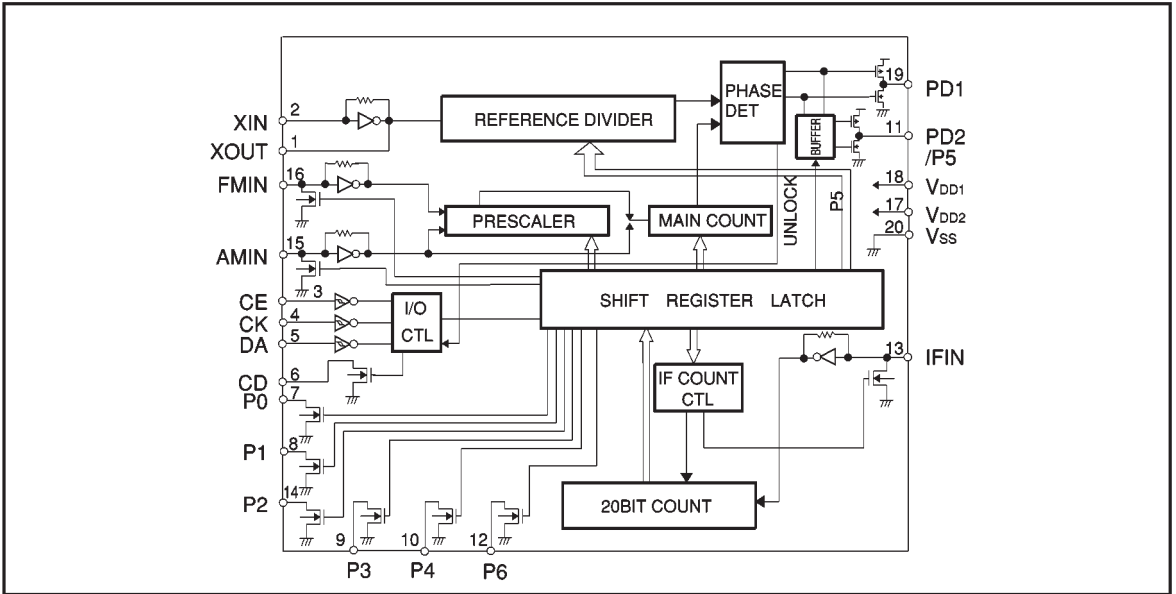 2
XIN
1
XOUT
REFERENCE DIVIDER
PHASE
DET
19
PD1
11
PD2
/P5
BUFFER
16
FMIN
PRESCALER
MAIN COUNT
UNLOCK
P5
18
VDD1
17
VDD2
20
VSS
15
AMIN
CE
3
CK
4
DA
5
I/O
CTL
SHIFT REGISTER LATCH
13
IFIN
CD
6
P0
7
IF COUNT
CTL
P1
8
P2
14
20BIT COUNT
9
10
12
P3
P4
P6